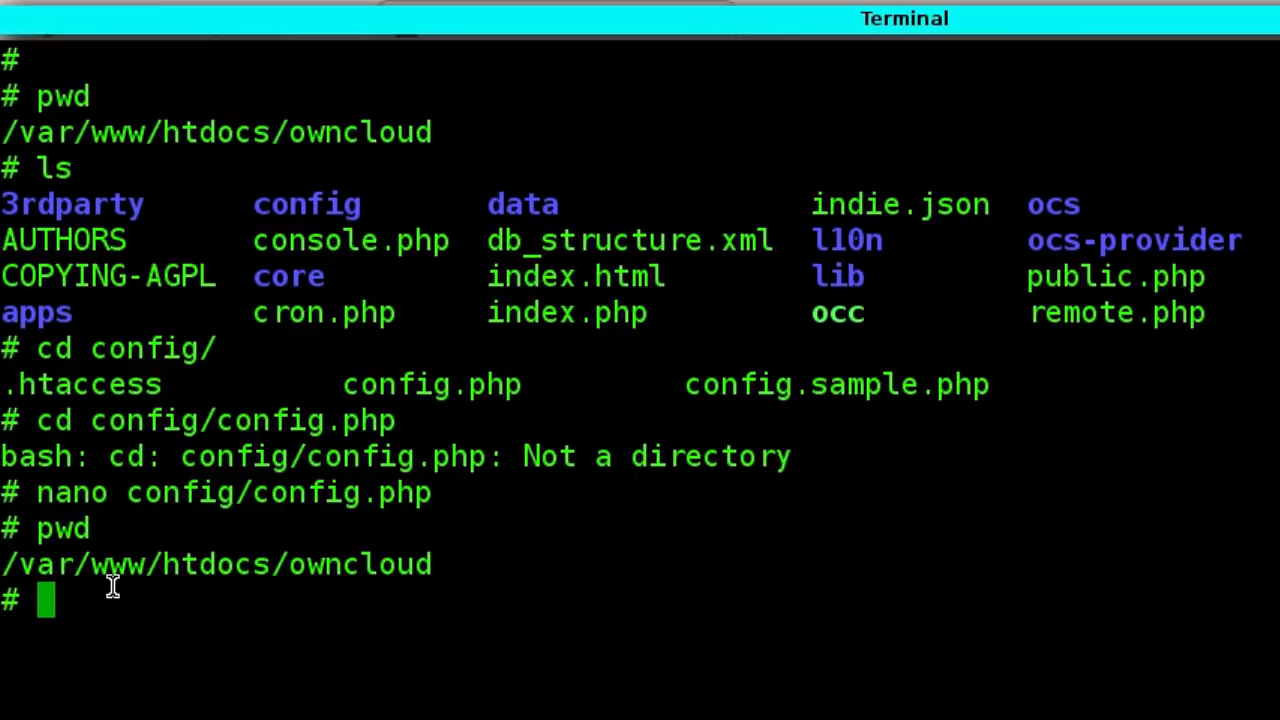 Terminal
#
# pwd
/var/www/htdocs/owncloud
# ls
3rdparty config data indie.json ocs
AUTHORS console.php db_structure.xml l10n ocs-provider
COPYING-AGPL core index.html lib public.php
apps cron.php index.php occ remote.php
# cd config/
.htaccess config.php config.sample.php
# cd config/config.php
bash: cd: config/config.php: Not a directory
# nano config/config.php
# pwd
/var/www/htdocs/owncloud
#